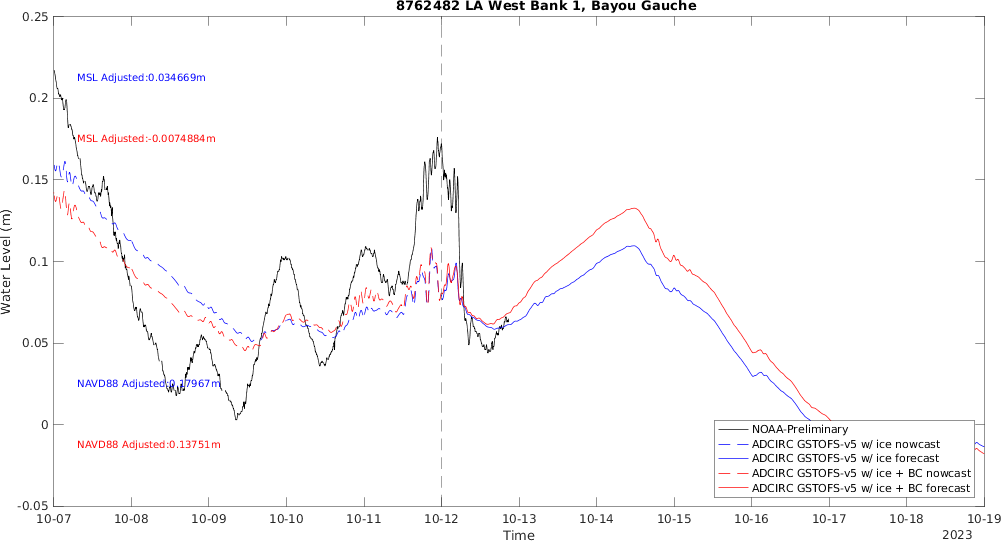 8762482 LA West Bank 1, Bayou Gauche
0.25
0.2
0.15
0.1
0.05
0
-0.05
Water Level (m)
MSL Adjusted:0.034669m
MSL Adjusted:-0.0074884m
NAVD88 Adjusted:0.17967m
NAVD88 Adjusted:0.13751m
NOAA-Preliminary
ADCIRC GSTOFS-v5 w/ ice nowcast
ADCIRC GSTOFS-v5 w/ ice forecast
ADCIRC GSTOFS-v5 w/ ice + BC nowcast
ADCIRC GSTOFS-v5 w/ ice + BC forecast
10-07 10-08 10-09 10-10 10-11 10-12 10-13 10-14 10-15 10-16 10-17 10-18 10-19
Time
2023